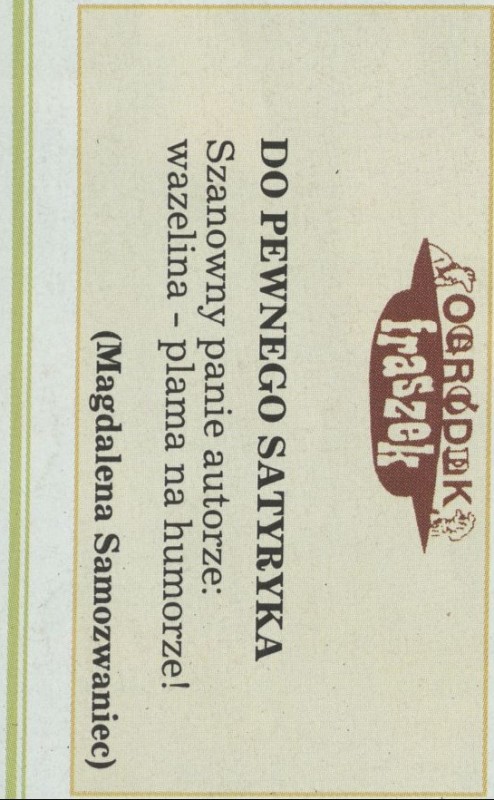 OGRÓDEK
fraszek
DO PEWNEGO SATYRYKA
Szanowny panie autorze:
wazelina - plama na humorze!
(Magdalena Samozwaniec)